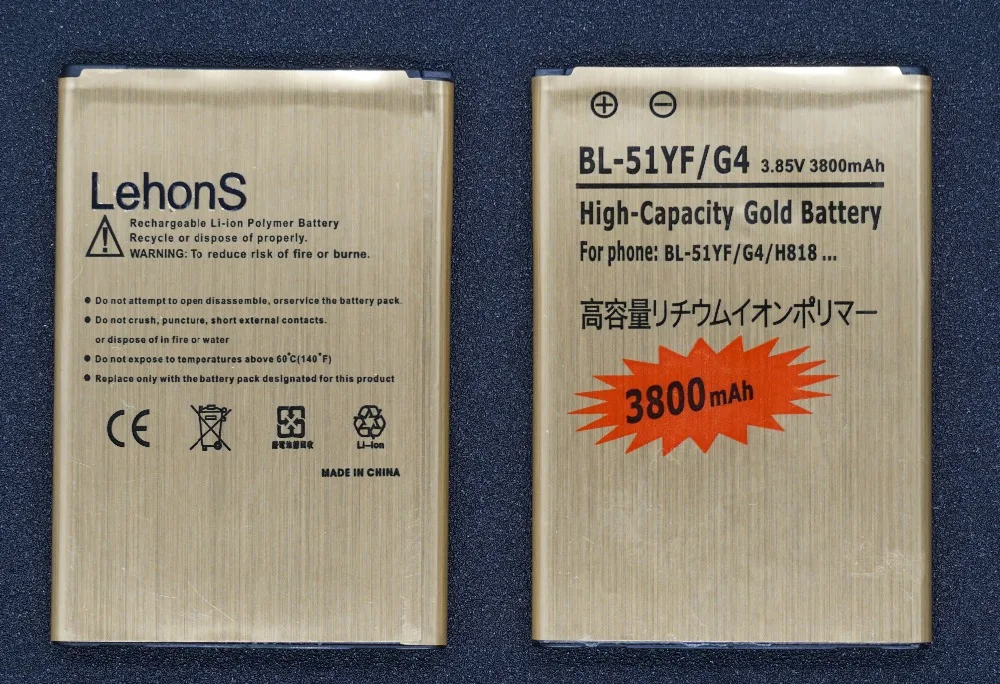 LehonS
Rechargeable Li-ion Polymer Battery
Recycle or dispose of properly.
WARNING: To reduce risk of fire or burne.
● Do not attempt to open disassemble, orservice the battery pack.
● Do not crush, puncture, short external contacts.
or dispose of in fire or water
● Do not expose to temperatures above 60°C(140°F)
● Replace only with the battery pack designated for this product
CE
Li-ion
MADE IN CHINA
BL-51YF/G4 3.85V 3800mAh
High-Capacity Gold Battery
For phone: BL-51YF/G4/H818 ...
高容量リチウムイオンポリマー
3800mAh